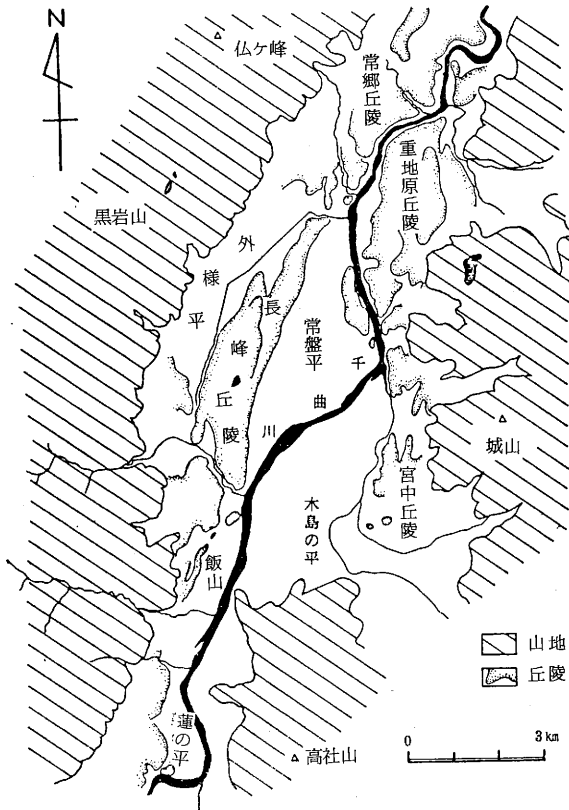 N
仏ヶ峰
常郷丘陵
重地原丘陵
黒岩山
外様平
長峰丘陵
常盤平
千曲川
城山
宮中丘陵
木島の平
飯山
山地
丘陵
蓮の平
高社山
0 3km